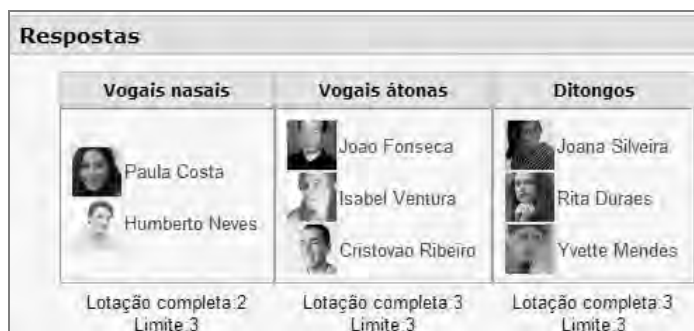 Respostas
Vogais nasais Vogais átonas Ditongos
Paula Costa
Humberto Neves
Joao Fonseca
Isabel Ventura
Cristovao Ribeiro
Joana Silveira
Rita Duraes
Yvette Mendes
Lotação completa 2 Lotação completa 3 Lotação completa 3
Limite 3 Limite 3 Limite 3